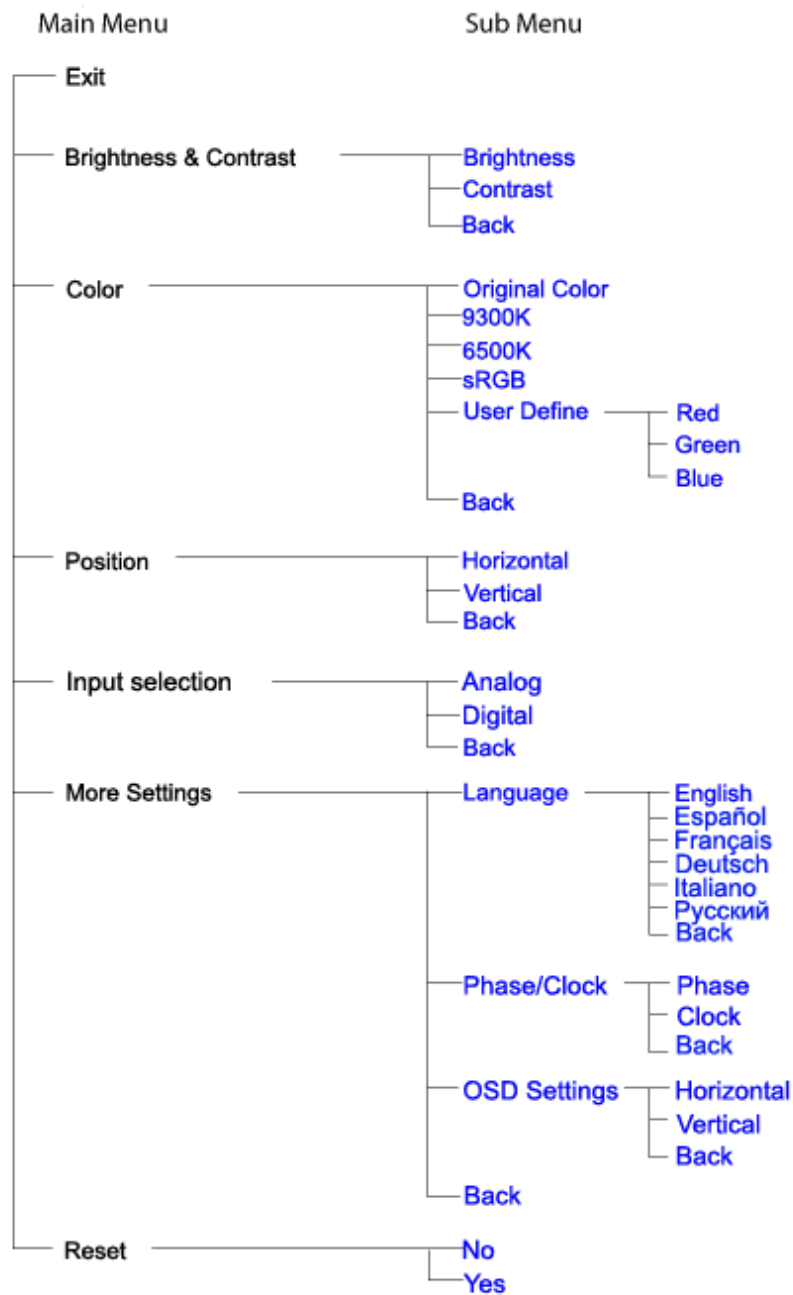 Main Menu
Sub Menu
Exit
Brightness & Contrast
Brightness
Contrast
Back
Color
Original Color
9300K
6500K
sRGB
User Define
Red
Green
Blue
Back
Position
Horizontal
Vertical
Back
Input selection
Analog
Digital
Back
More Settings
Language
English
Español
Français
Deutsch
Italiano
Русский
Back
Phase/Clock
Phase
Clock
Back
OSD Settings
Horizontal
Vertical
Back
Back
Reset
No
Yes